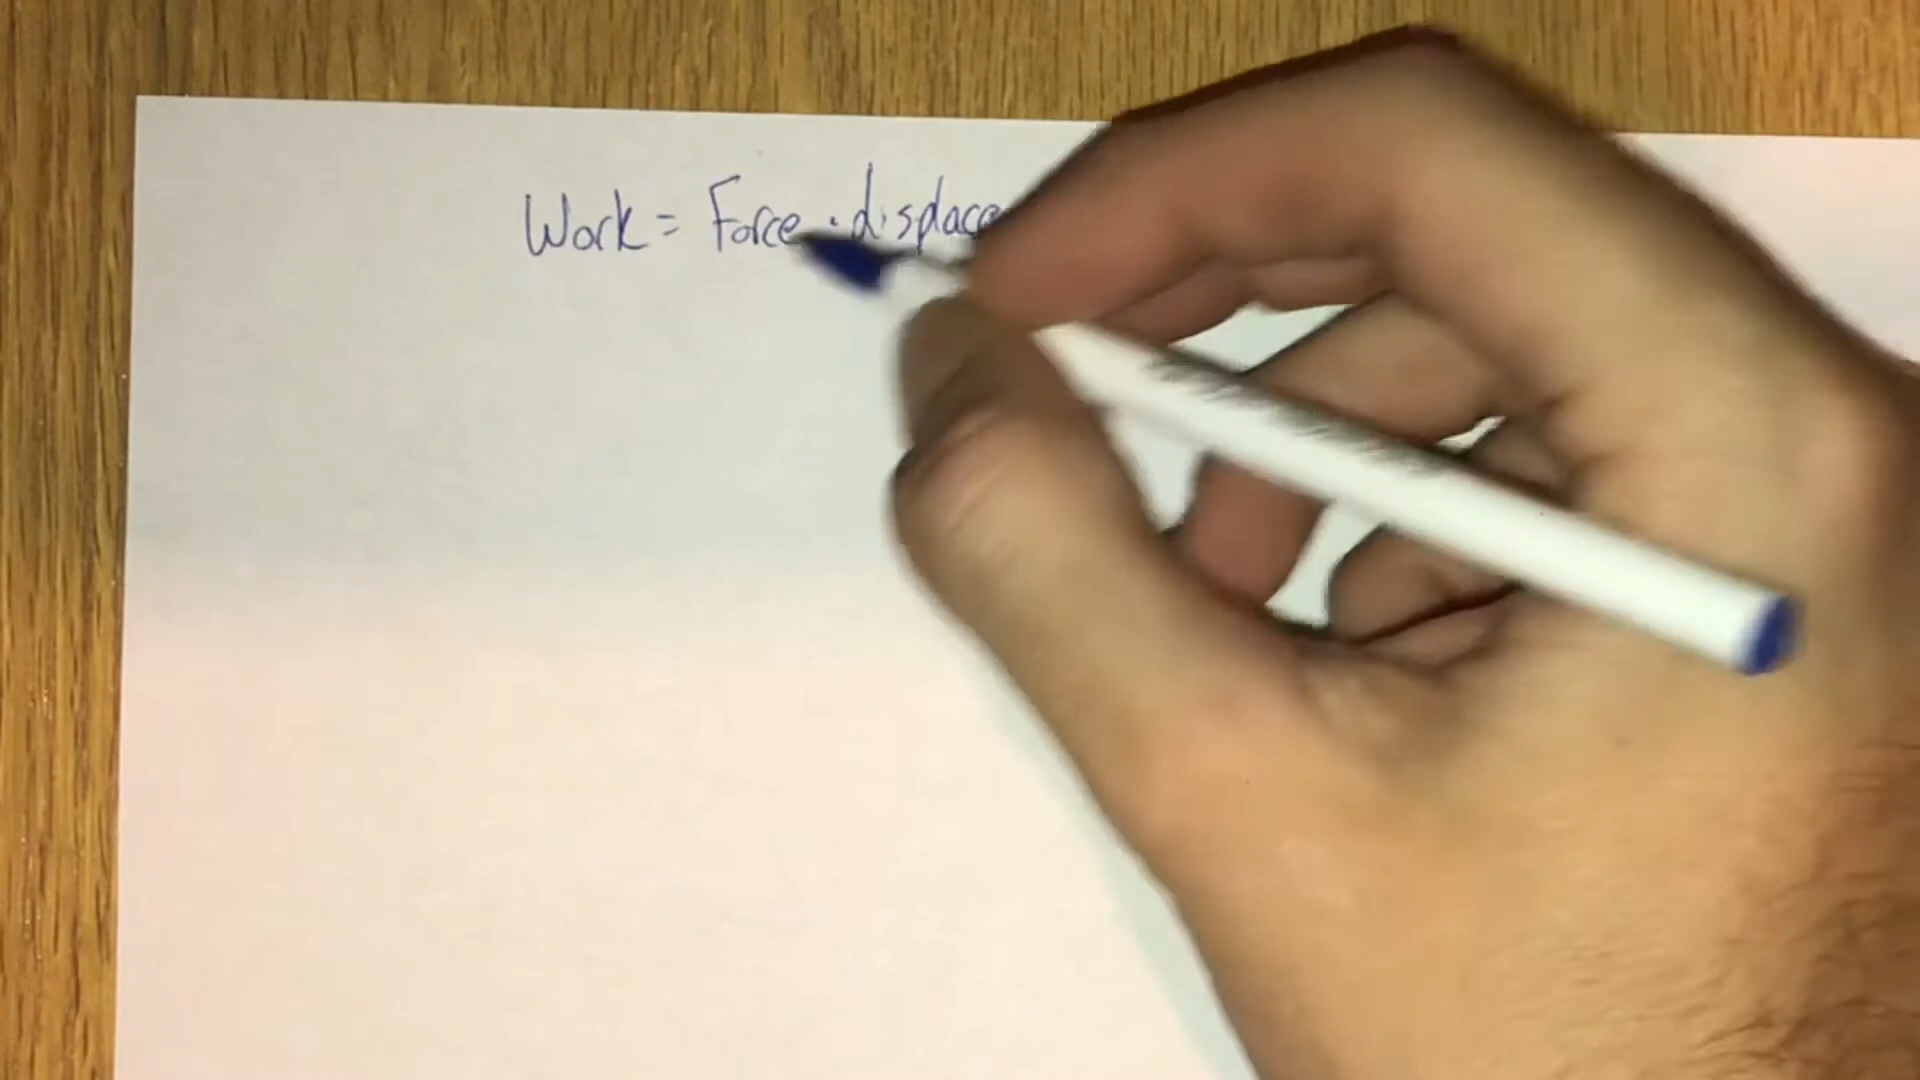 Work = Force · displace